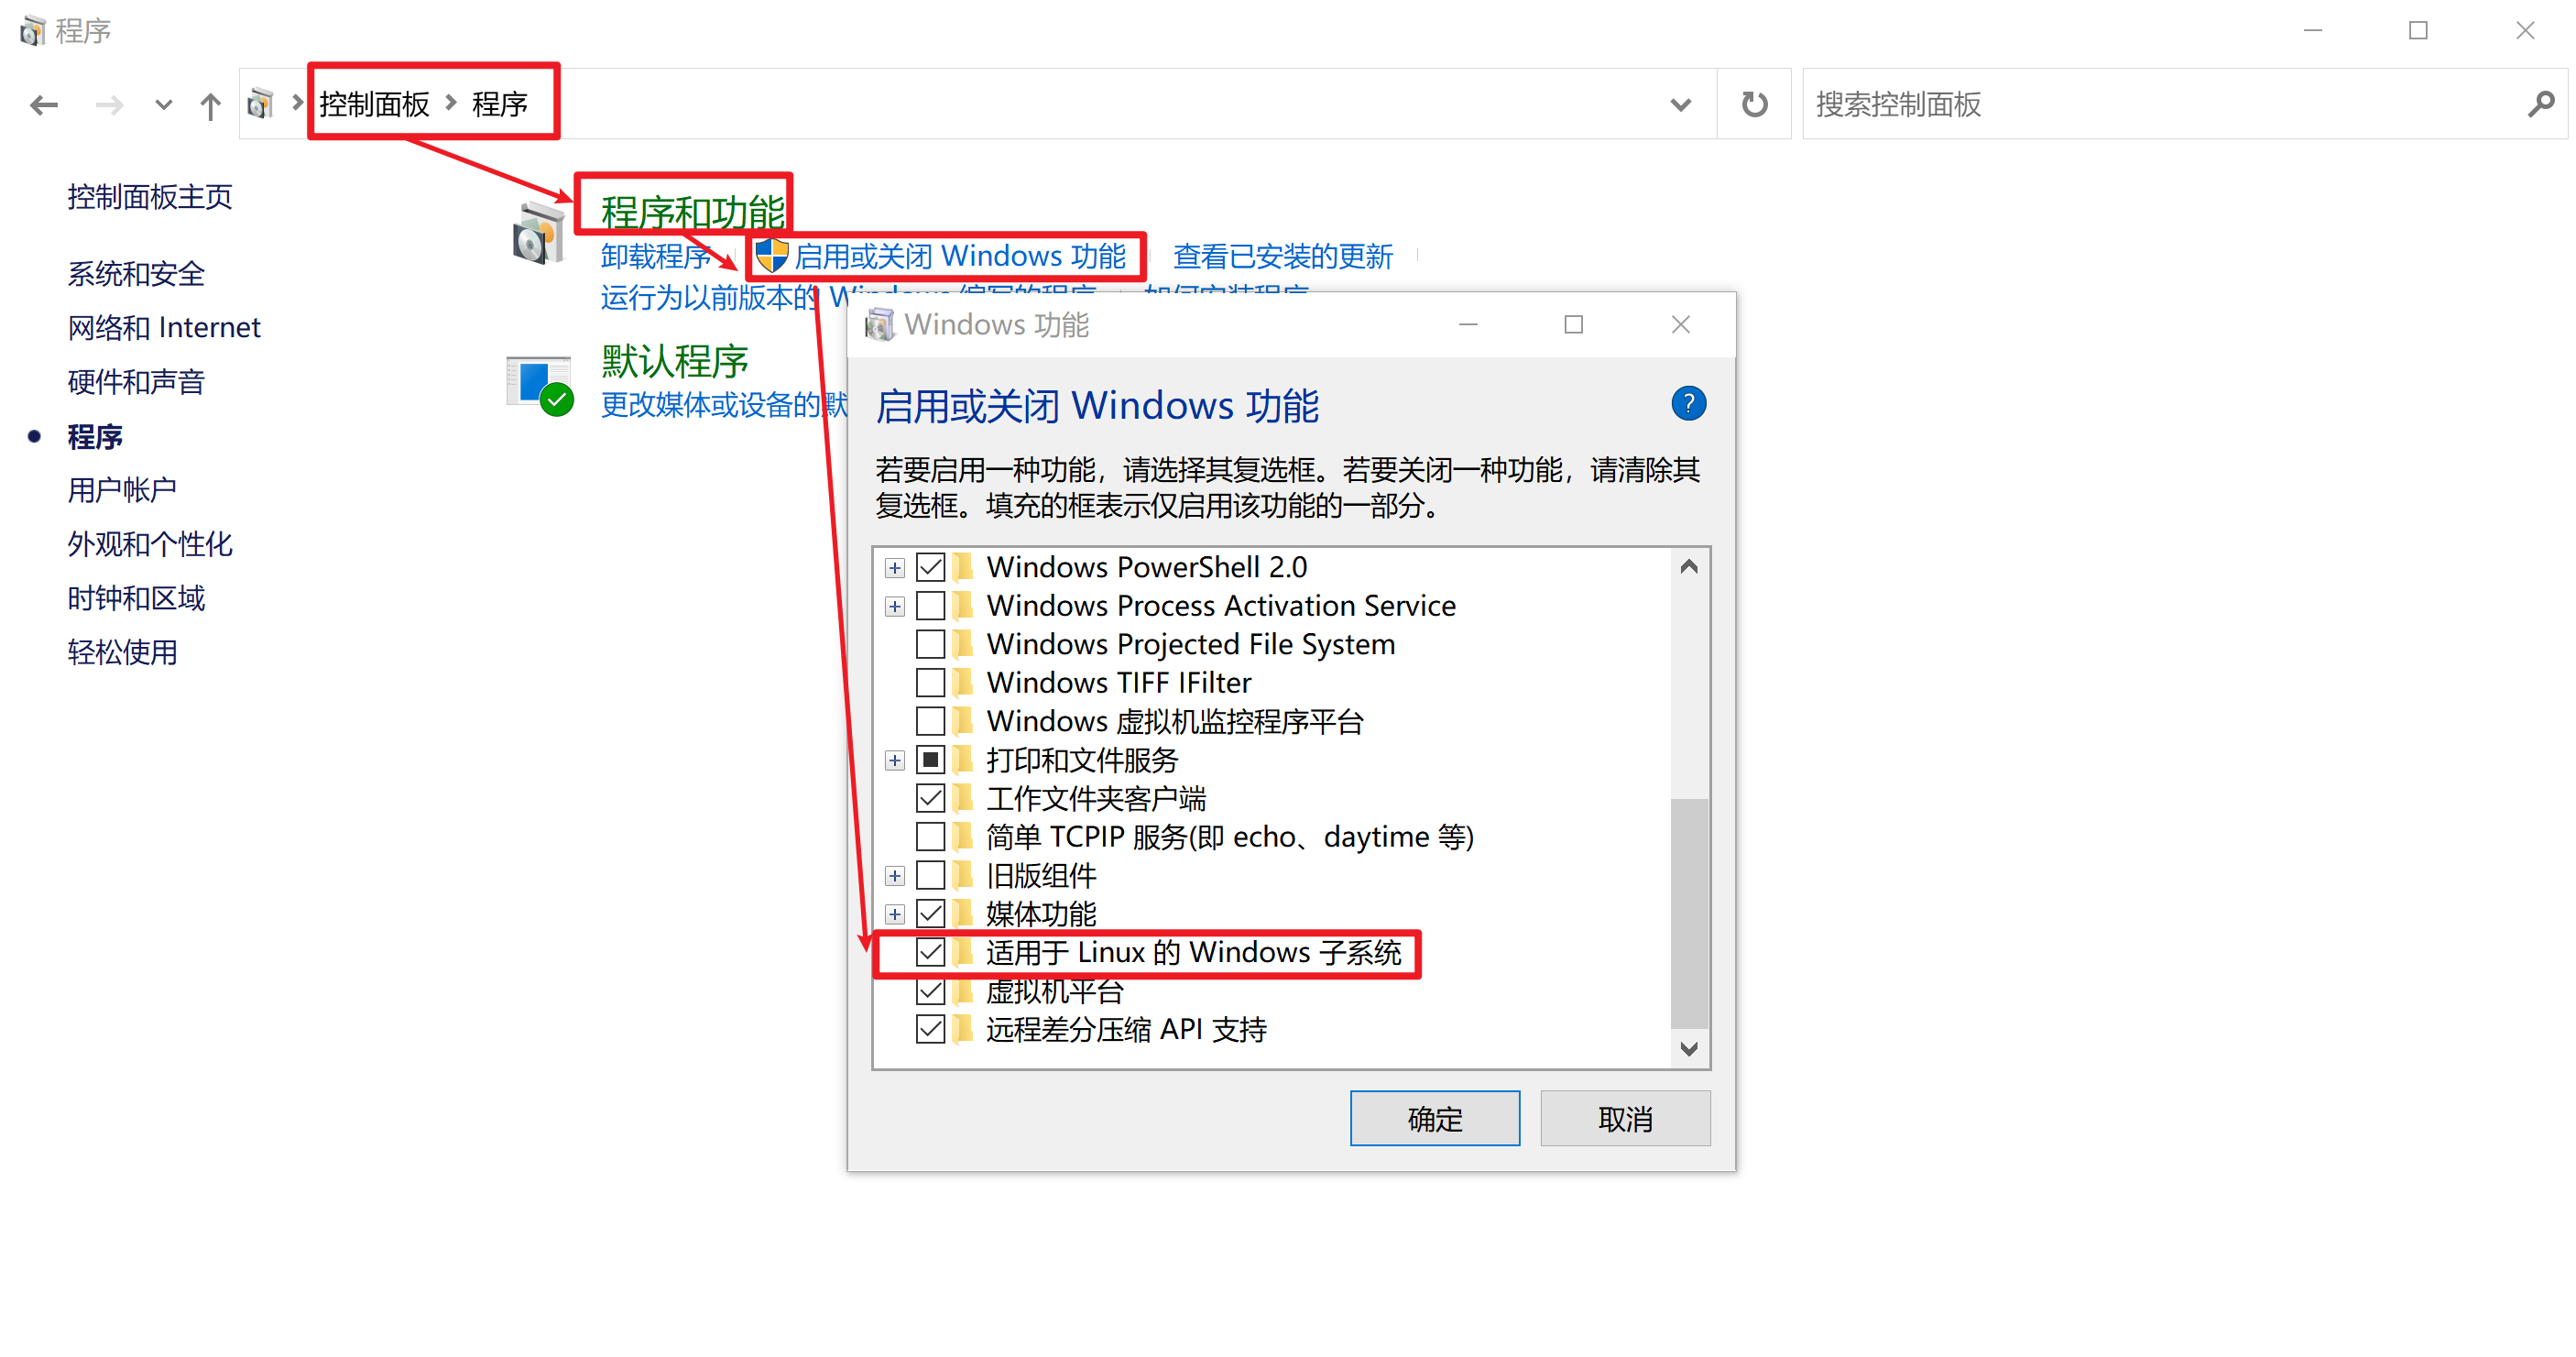 程序
控制面板 程序
搜索控制面板
控制面板主页
系统和安全
网络和 Internet
硬件和声音
程序
用户帐户
外观和个性化
时钟和区域
轻松使用
程序和功能
卸载程序 启用或关闭 Windows 功能 查看已安装的更新
运行为以前版本的 Windows 编写的程序 如何安装程序
默认程序
更改媒体或设备的默
Windows 功能
启用或关闭 Windows 功能
若要启用一种功能，请选择其复选框。若要关闭一种功能，请清除其
复选框。填充的框表示仅启用该功能的一部分。
Windows PowerShell 2.0
Windows Process Activation Service
Windows Projected File System
Windows TIFF IFilter
Windows 虚拟机监控程序平台
打印和文件服务
工作文件夹客户端
简单 TCPIP 服务(即 echo、daytime 等)
旧版组件
媒体功能
适用于 Linux 的 Windows 子系统
虚拟机平台
远程差分压缩 API 支持
确定 取消